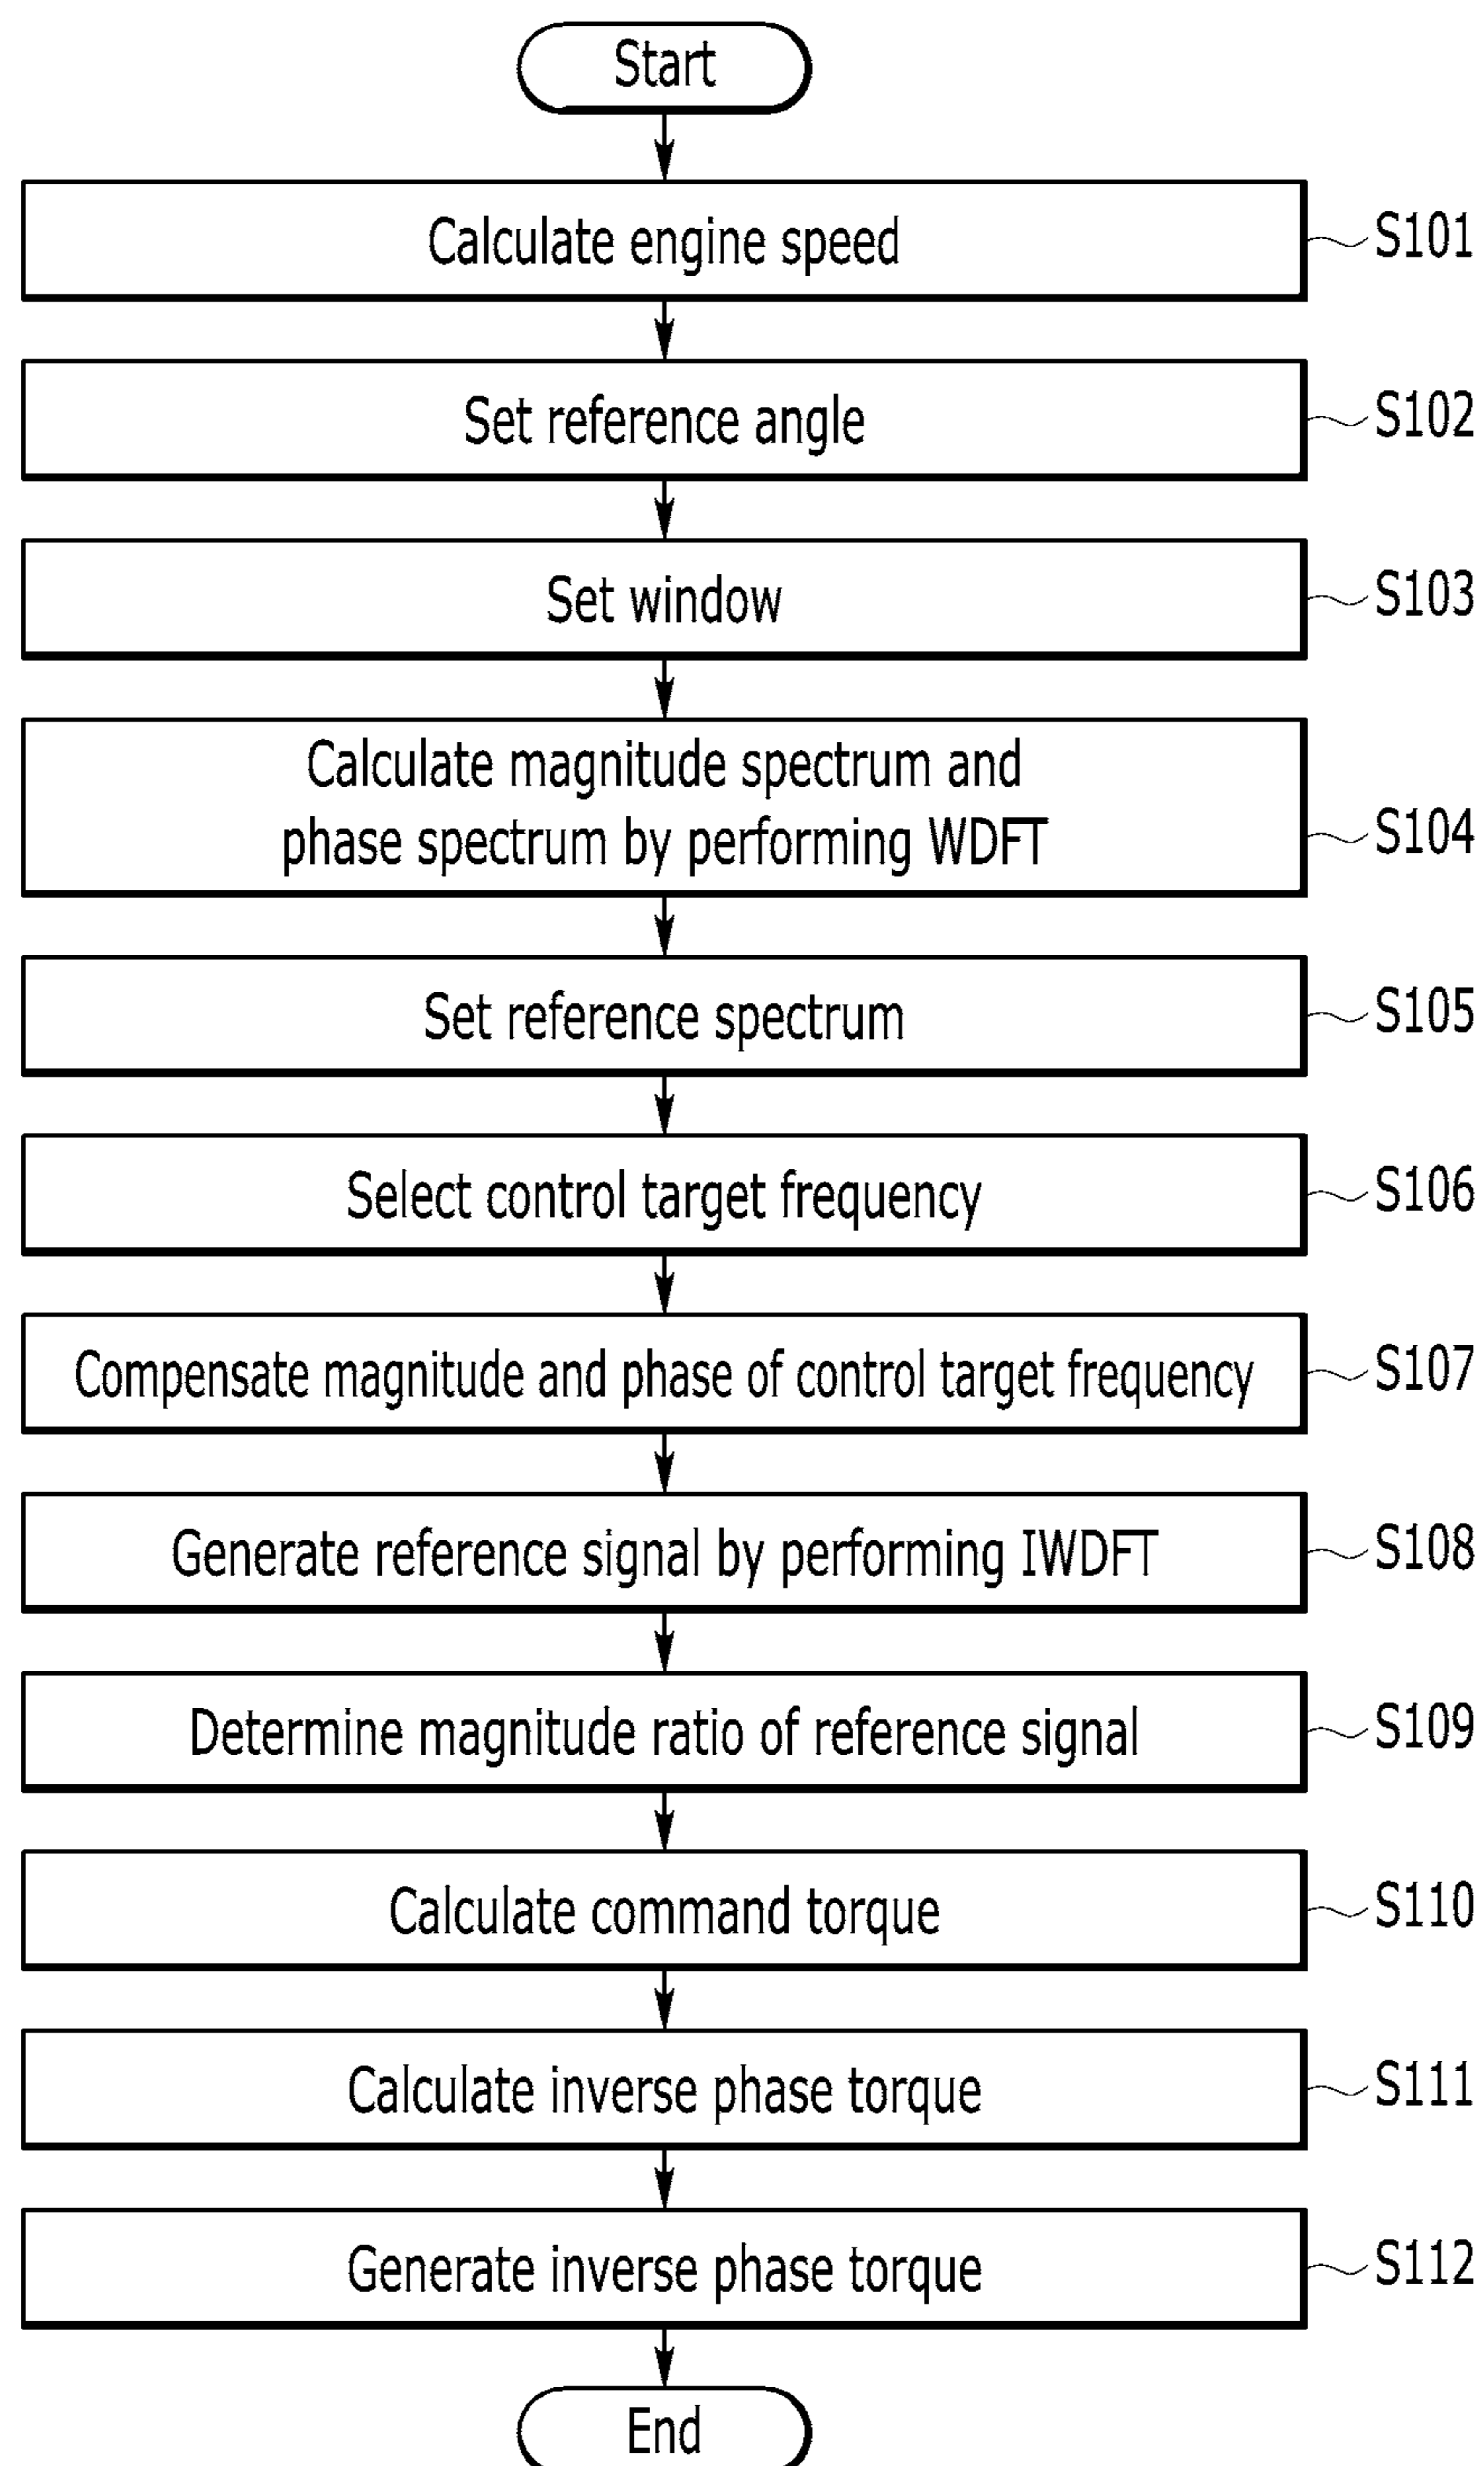 Start
Calculate engine speed
S101
Set reference angle
S102
Set window
S103
Calculate magnitude spectrum and
phase spectrum by performing WDFT
S104
Set reference spectrum
S105
Select control target frequency
S106
Compensate magnitude and phase of control target frequency
S107
Generate reference signal by performing IWDFT
S108
Determine magnitude ratio of reference signal
S109
Calculate command torque
S110
Calculate inverse phase torque
S111
Generate inverse phase torque
S112
End